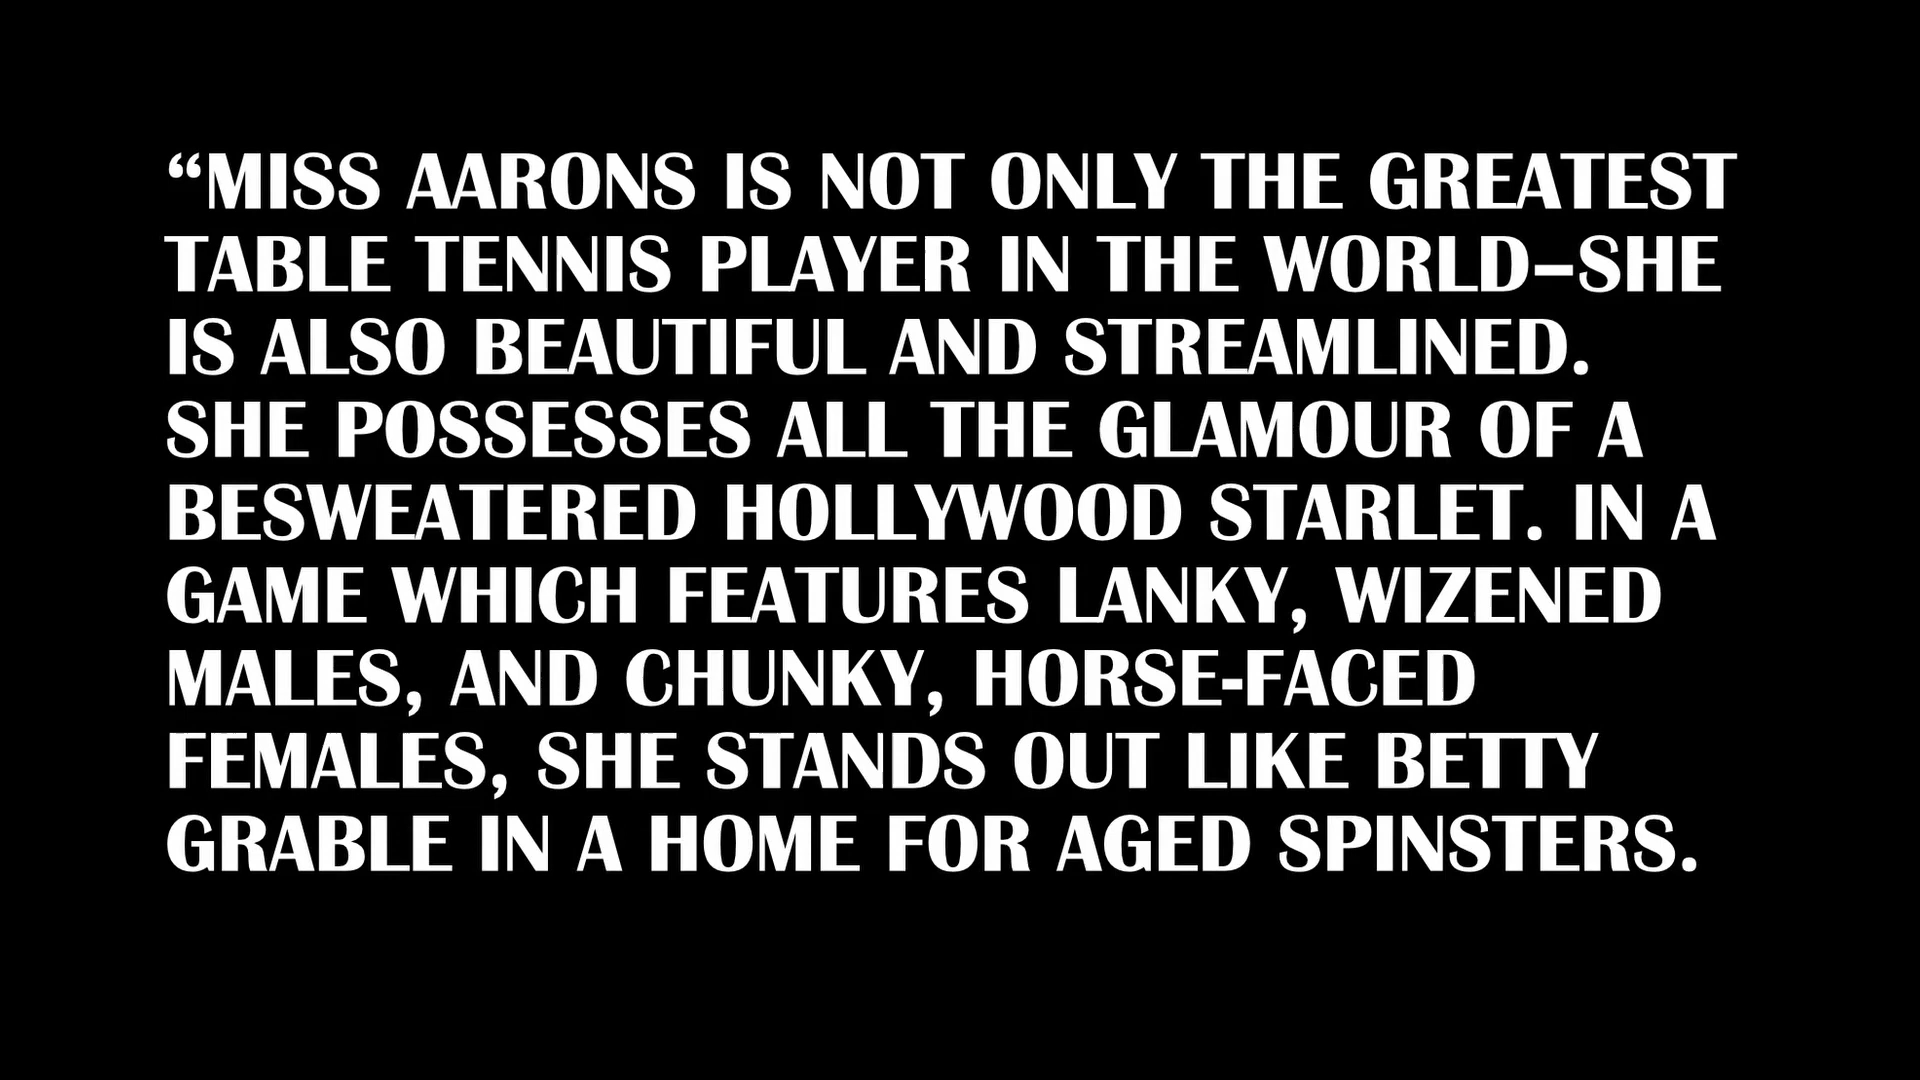 “MISS AARONS IS NOT ONLY THE GREATEST
TABLE TENNIS PLAYER IN THE WORLD–SHE
IS ALSO BEAUTIFUL AND STREAMLINED.
SHE POSSESSES ALL THE GLAMOUR OF A
BESWEATERED HOLLYWOOD STARLET. IN A
GAME WHICH FEATURES LANKY, WIZENED
MALES, AND CHUNKY, HORSE-FACED
FEMALES, SHE STANDS OUT LIKE BETTY
GRABLE IN A HOME FOR AGED SPINSTERS.